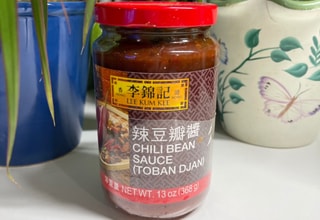 李錦記
LEE KUM KEE
辣豆瓣醬
CHILI BEAN
SAUCE
(TOBAN DJAN)
NET WT. 13 oz (368 g)